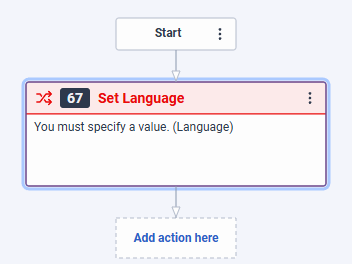 Start
67 Set Language
You must specify a value. (Language)
Add action here